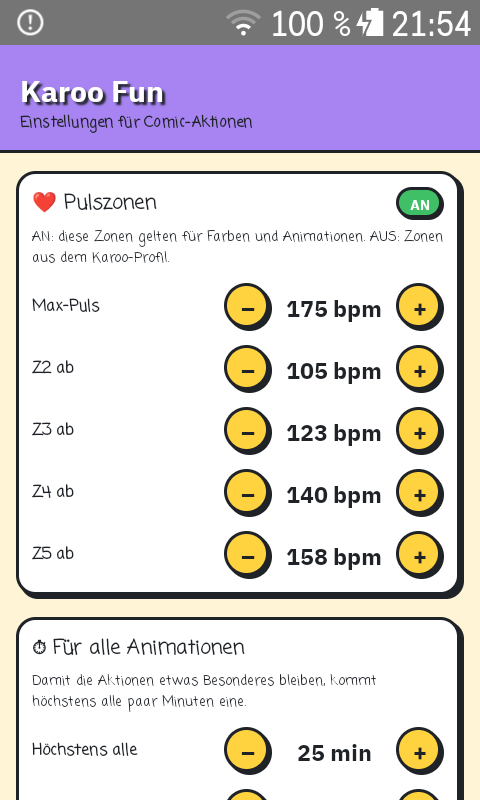 100 % 21:54
Karoo Fun
Einstellungen für Comic-Aktionen
❤️ Pulszonen AN
AN: diese Zonen gelten für Farben und Animationen. AUS: Zonen
aus dem Karoo-Profil.
Max-Puls − 175 bpm +
Z2 ab − 105 bpm +
Z3 ab − 123 bpm +
Z4 ab − 140 bpm +
Z5 ab − 158 bpm +
⏱ Für alle Animationen
Damit die Aktionen etwas Besonderes bleiben, kommt
höchstens alle paar Minuten eine.
Höchstens alle − 25 min +